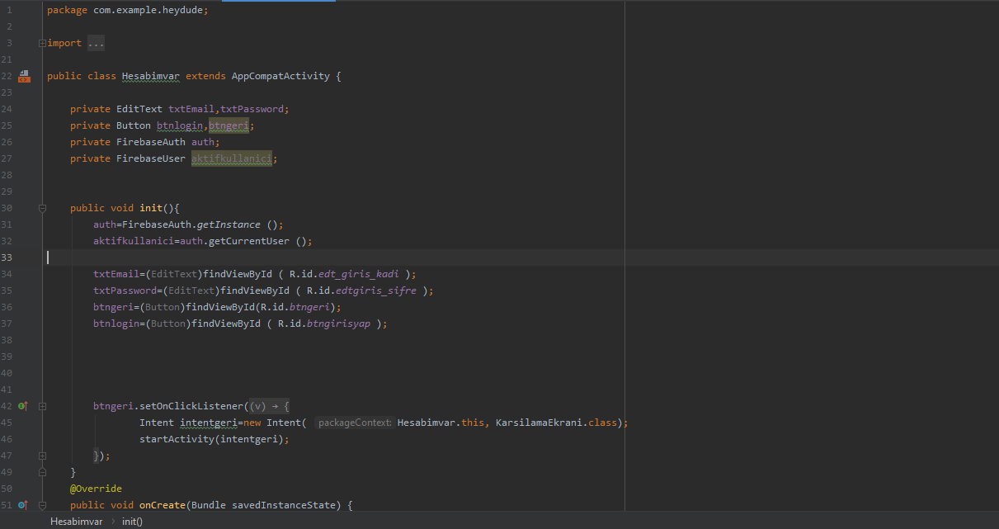 1 package com.example.heydude;
2
3 import ...
21
22 public class Hesabimvar extends AppCompatActivity {
23
24 private EditText txtEmail,txtPassword;
25 private Button btnlogin,btngeri;
26 private FirebaseAuth auth;
27 private FirebaseUser aktifkullanici;
28
29
30 public void init(){
31 auth=FirebaseAuth.getInstance ();
32 aktifkullanici=auth.getCurrentUser ();
33
34 txtEmail=(EditText)findViewById ( R.id.edt_giris_kadi );
35 txtPassword=(EditText)findViewById ( R.id.edtgiris_sifre );
36 btngeri=(Button)findViewById(R.id.btngeri);
37 btnlogin=(Button)findViewById ( R.id.btngirisyap );
38
39
40
41
42 btngeri.setOnClickListener((v) → {
45 Intent intentgeri=new Intent( packageContext: Hesabimvar.this, KarsilamaEkrani.class);
46 startActivity(intentgeri);
47 });
49 }
50 @Override
51 public void onCreate(Bundle savedInstanceState) {
Hesabimvar › init()